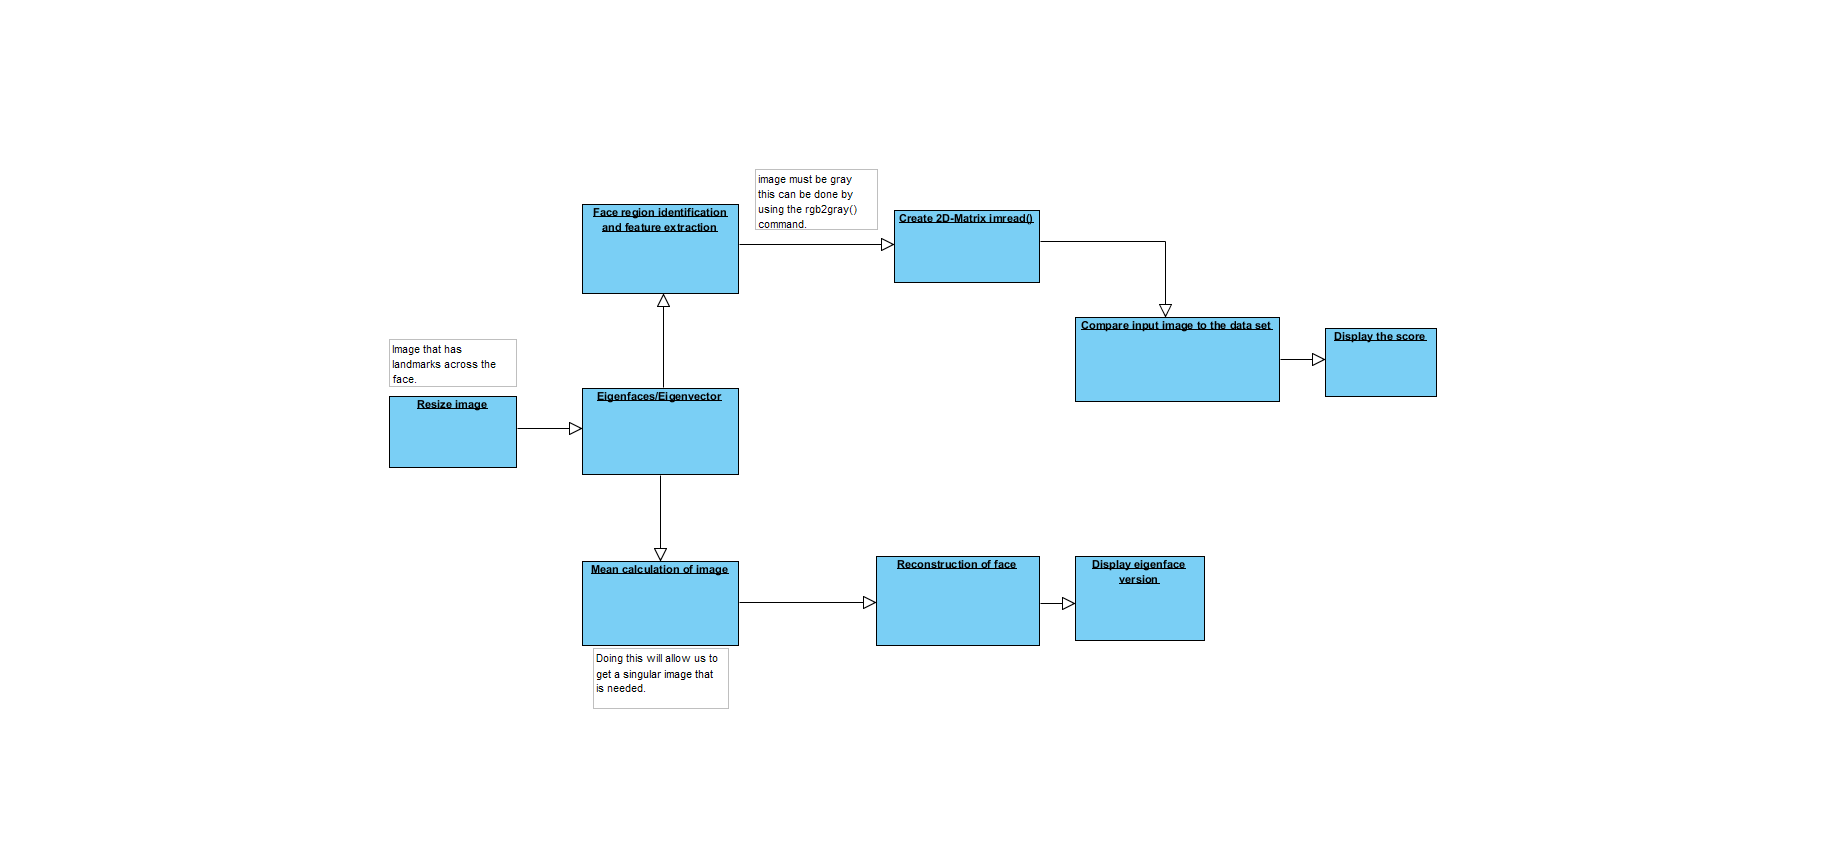 image must be gray
this can be done by
using the rgb2gray()
command.
Face region identification
and feature extraction
Create 2D-Matrix imread()
Compare input image to the data set
Display the score
Image that has
landmarks across the
face.
Resize image
Eigenfaces/Eigenvector
Mean calculation of image
Reconstruction of face
Display eigenface
version
Doing this will allow us to
get a singular image that
is needed.